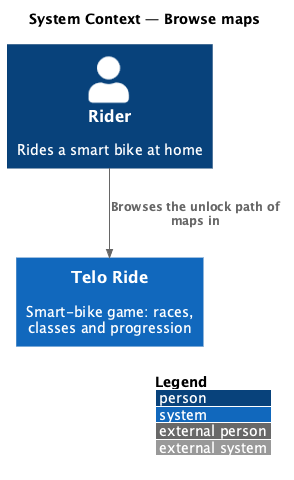 System Context — Browse maps
Rider
Rides a smart bike at home
Browses the unlock path of
maps in
Telo Ride
Smart-bike game: races,
classes and progression
Legend
person
system
external person
external system